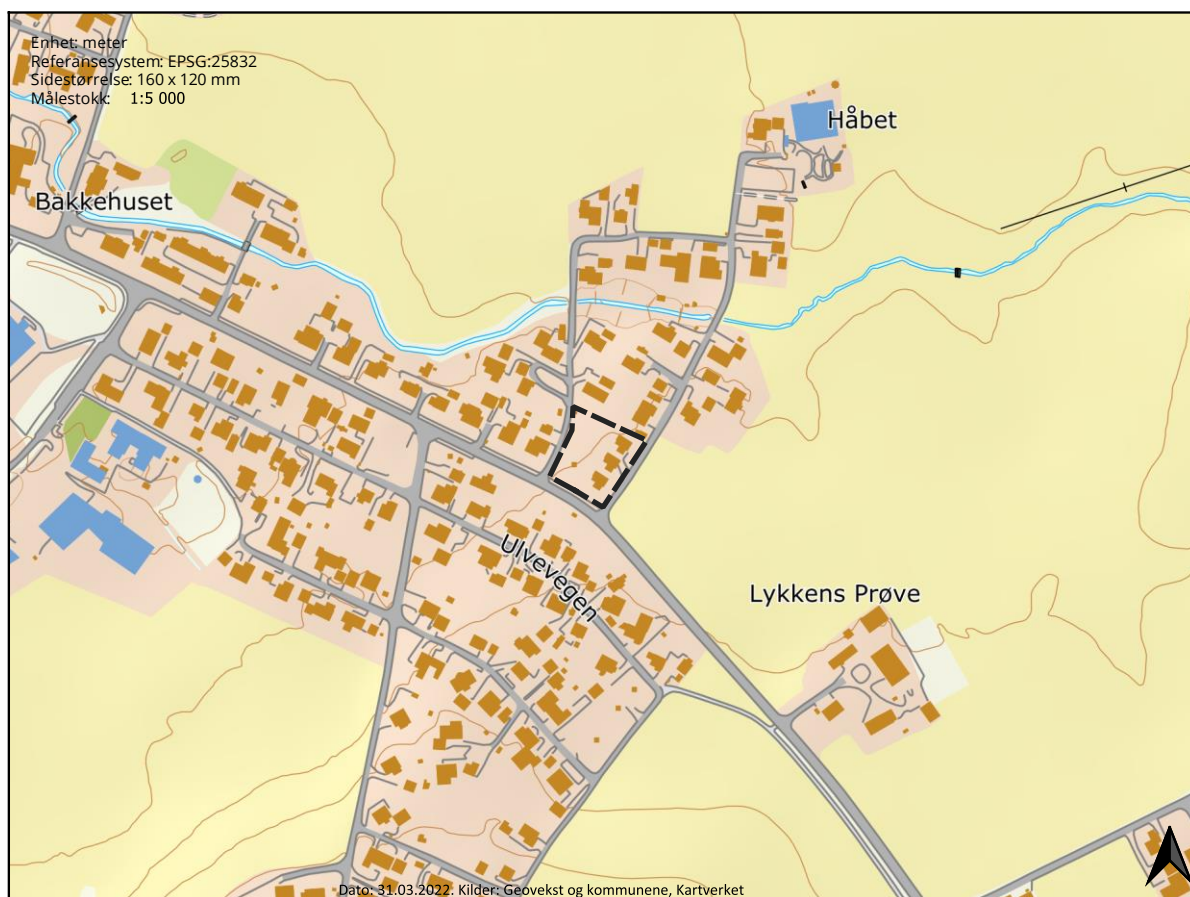 Enhet: meter
Referansesystem: EPSG:25832
Sidestørrelse: 160 x 120 mm
Målestokk: 1:5 000
Håbet
Bakkehuset
Ulvevegen
Lykkens Prøve
Dato: 31.03.2022. Kilder: Geovekst og kommunene, Kartverket